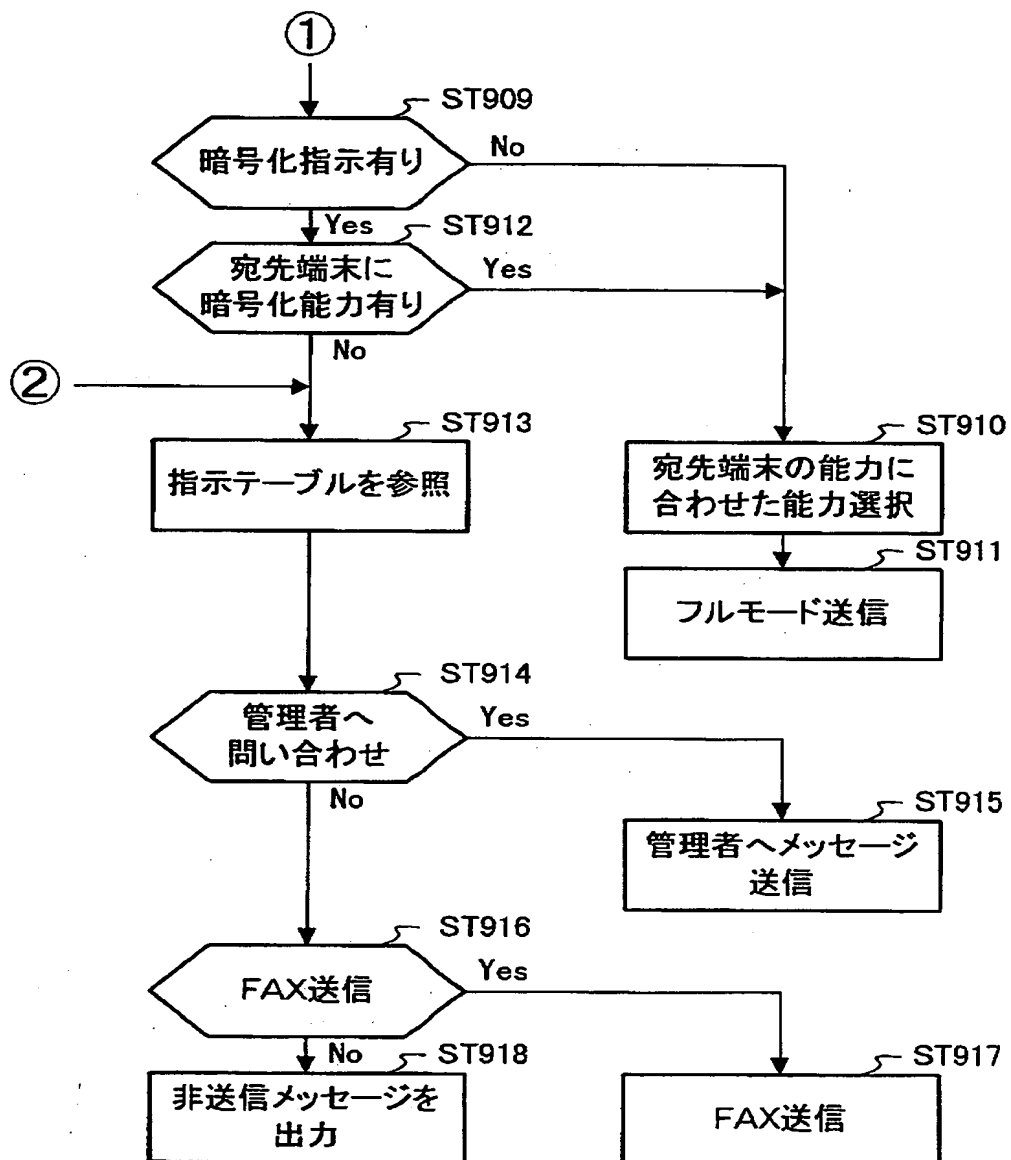 ①
ST909
暗号化指示有り
No
Yes
ST912
宛先端末に
暗号化能力有り
Yes
No
②
ST913
指示テーブルを参照
ST910
宛先端末の能力に
合わせた能力選択
ST911
フルモード送信
ST914
管理者へ
問い合わせ
Yes
No
ST915
管理者へメッセージ
送信
ST916
FAX送信
Yes
No
ST918
非送信メッセージを
出力
ST917
FAX送信